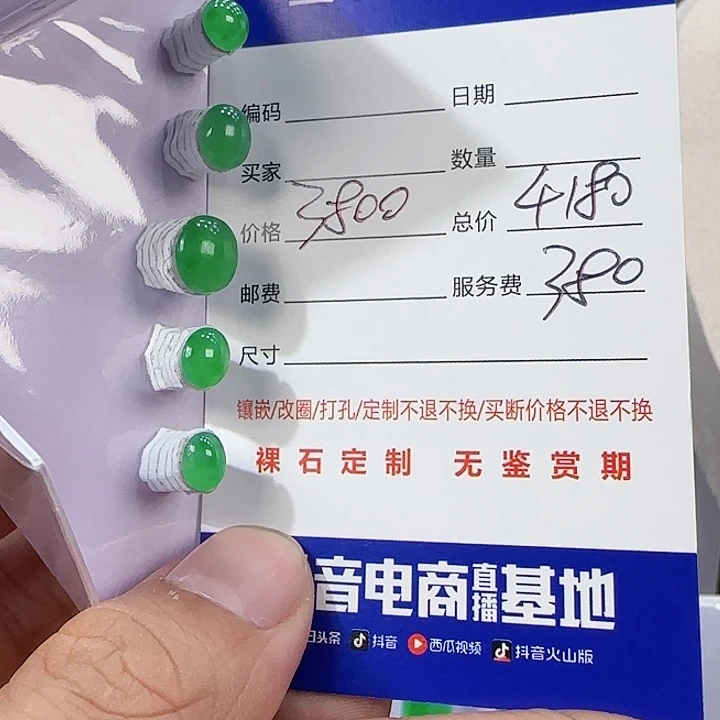 编码 日期
买家 数量
价格 3800 总价 4180
邮费 服务费 380
尺寸
镶嵌/改圈/打孔/定制不退不换/买断价格不退不换
裸石定制 无鉴赏期
音电商直播基地
头条 抖音 西瓜视频 抖音火山版